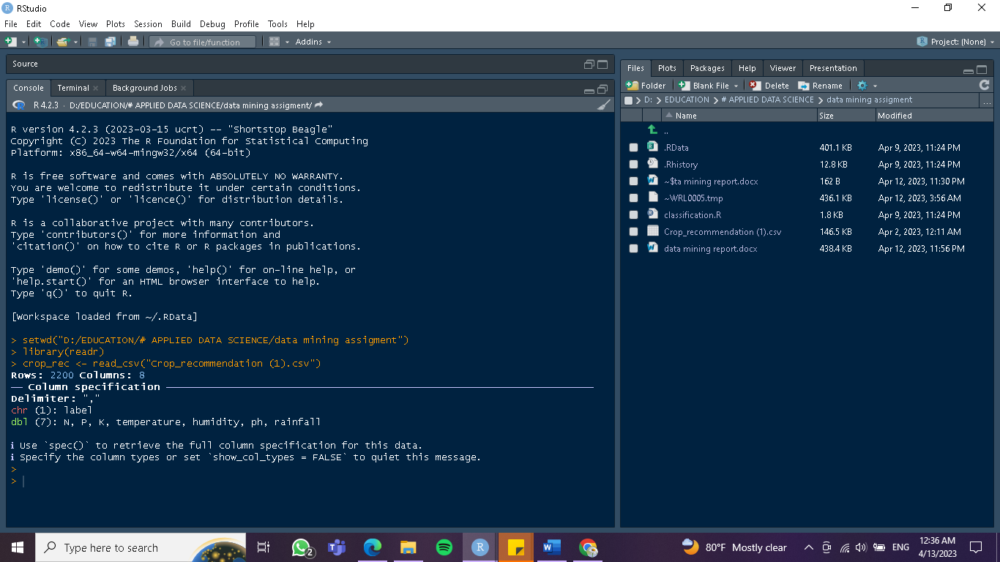 RStudio
File Edit Code View Plots Session Build Debug Profile Tools Help
Go to file/function Addins Project: (None)
Source
Console Terminal Background Jobs
R 4.2.3 · D:/EDUCATION/# APPLIED DATA SCIENCE/data mining assigment/
R version 4.2.3 (2023-03-15 ucrt) -- "Shortstop Beagle"
Copyright (C) 2023 The R Foundation for Statistical Computing
Platform: x86_64-w64-mingw32/x64 (64-bit)
R is free software and comes with ABSOLUTELY NO WARRANTY.
You are welcome to redistribute it under certain conditions.
Type 'license()' or 'licence()' for distribution details.
R is a collaborative project with many contributors.
Type 'contributors()' for more information and
'citation()' on how to cite R or R packages in publications.
Type 'demo()' for some demos, 'help()' for on-line help, or
'help.start()' for an HTML browser interface to help.
Type 'q()' to quit R.
[Workspace loaded from ~/.RData]
> setwd("D:/EDUCATION/# APPLIED DATA SCIENCE/data mining assigment")
> library(readr)
> crop_rec <- read_csv("Crop_recommendation (1).csv")
Rows: 2200 Columns: 8
── Column specification ──
Delimiter: ","
chr (1): label
dbl (7): N, P, K, temperature, humidity, ph, rainfall
i Use `spec()` to retrieve the full column specification for this data.
i Specify the column types or set `show_col_types = FALSE` to quiet this message.
>
>
Files Plots Packages Help Viewer Presentation
Folder Blank File Delete Rename
D: EDUCATION # APPLIED DATA SCIENCE data mining assigment ...
Name Size Modified
..
.RData 401.1 KB Apr 9, 2023, 11:24 PM
.Rhistory 12.8 KB Apr 9, 2023, 11:24 PM
~$ta mining report.docx 162 B Apr 12, 2023, 11:30 PM
~WRL0005.tmp 436.1 KB Apr 12, 2023, 3:56 AM
classification.R 1.8 KB Apr 9, 2023, 11:24 PM
Crop_recommendation (1).csv 146.5 KB Apr 2, 2023, 12:11 AM
data mining report.docx 438.4 KB Apr 12, 2023, 11:56 PM
Type here to search 2 80°F Mostly clear ENG 12:36 AM
4/13/2023